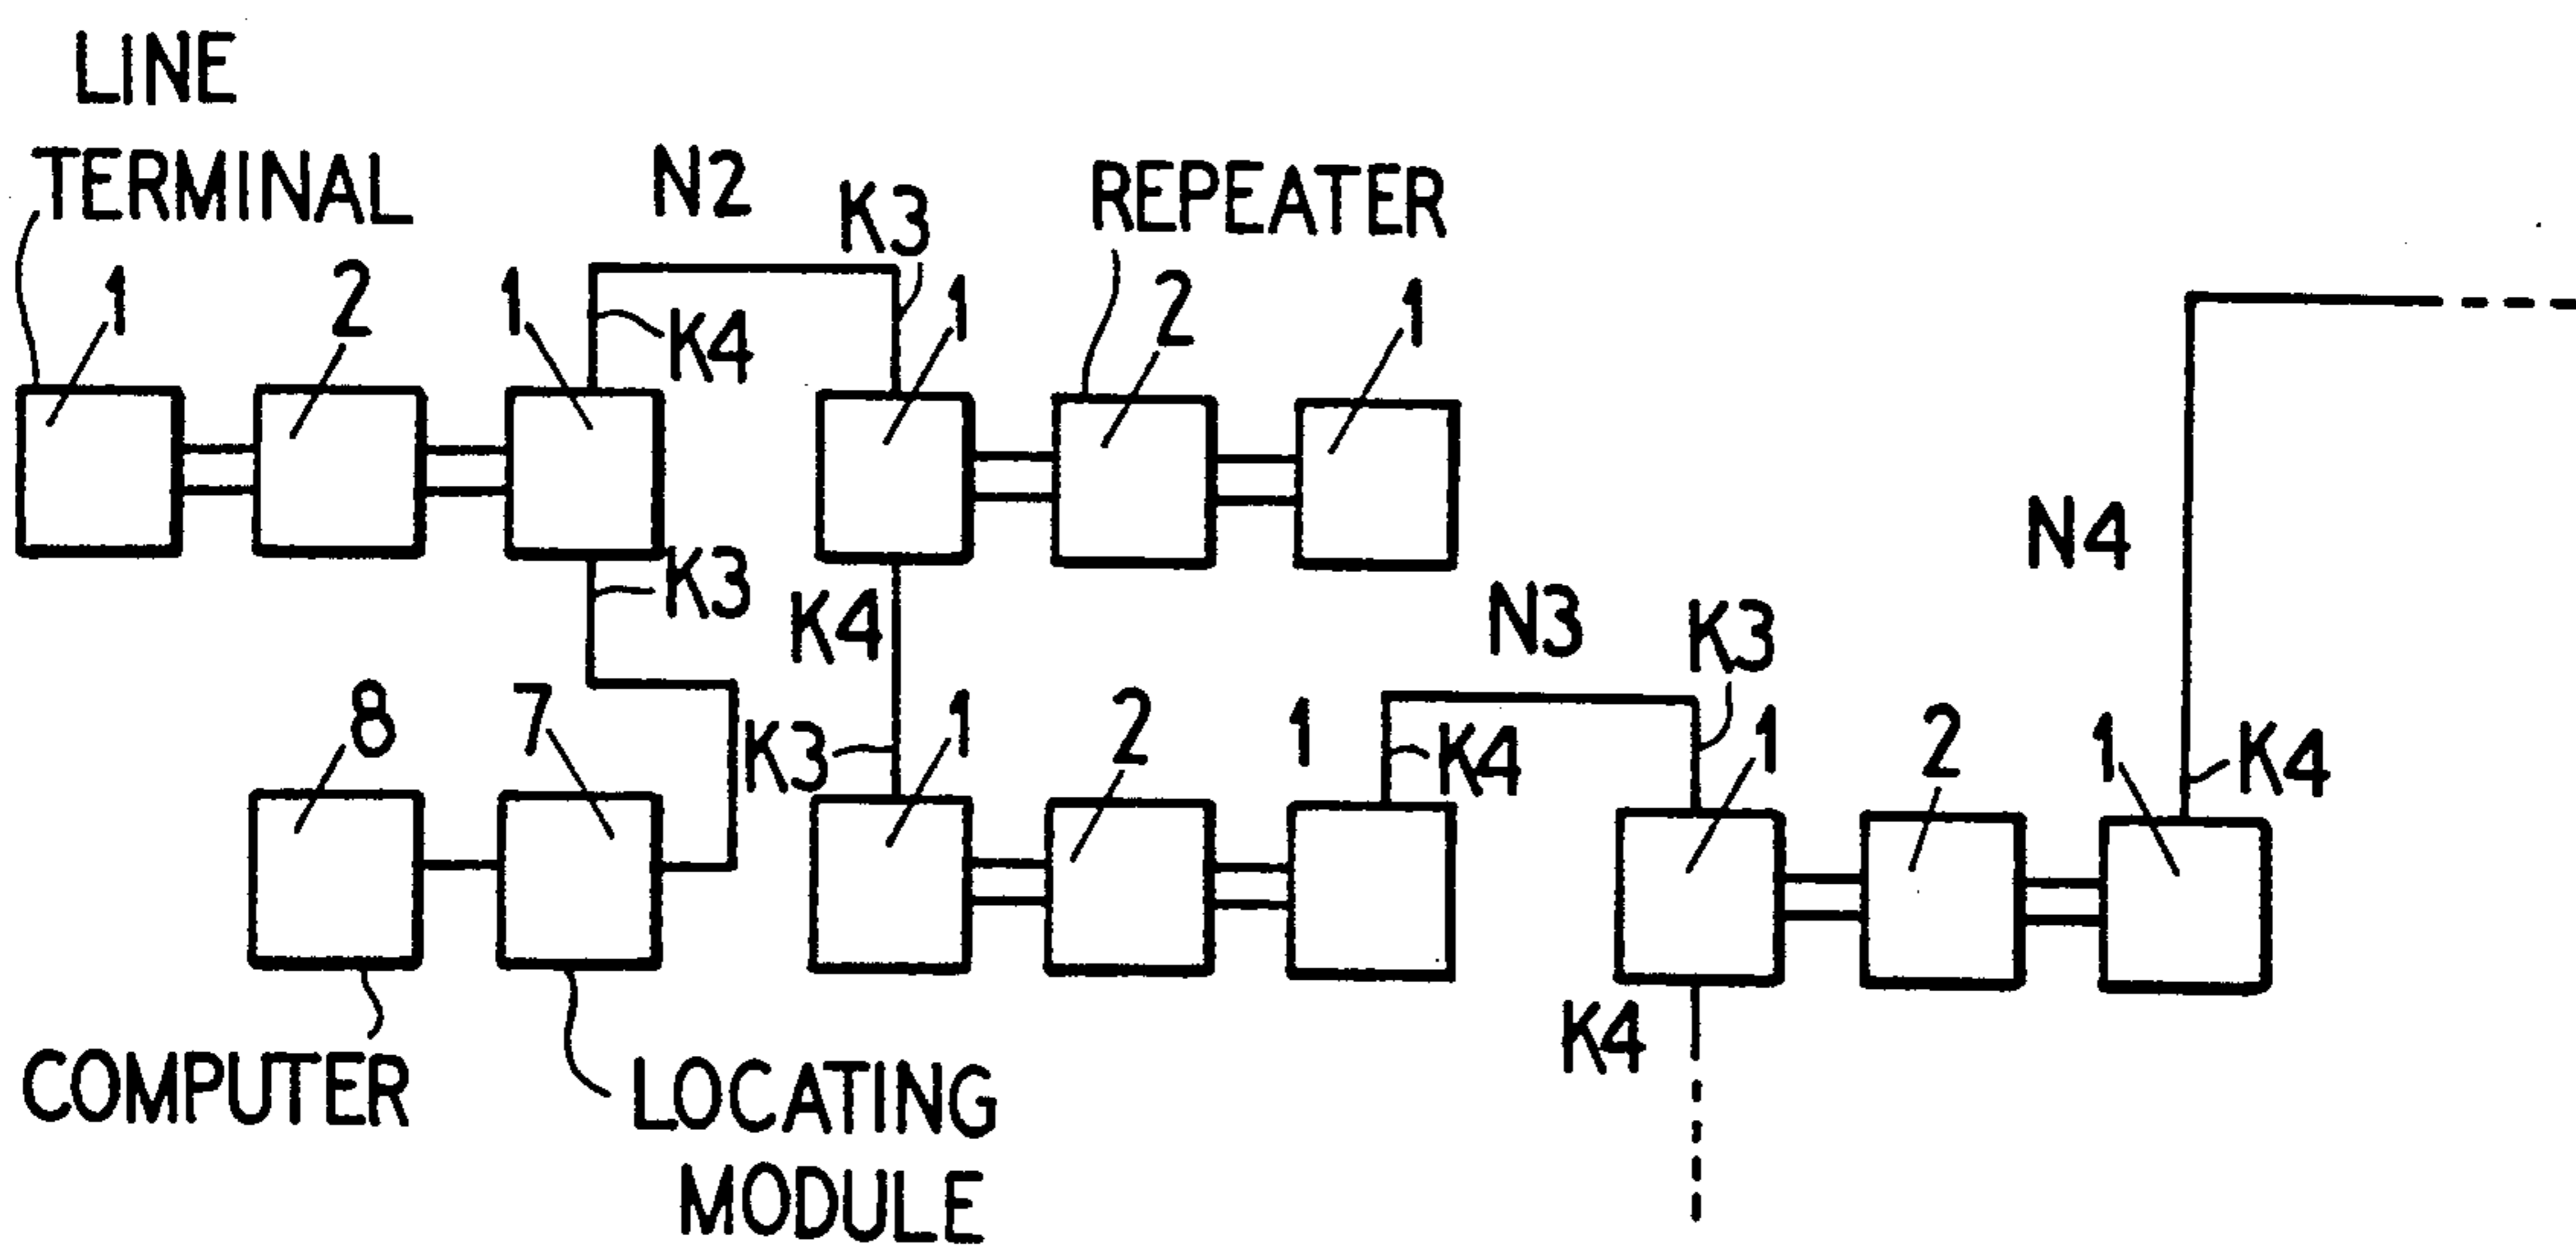 LINE
TERMINAL
N2
K3
REPEATER
1
2
1
K4
1
2
1
K3
K4
N3
K3
N4
8
7
K3
1
2
1
K4
1
2
1
K4
COMPUTER
LOCATING
MODULE
K4